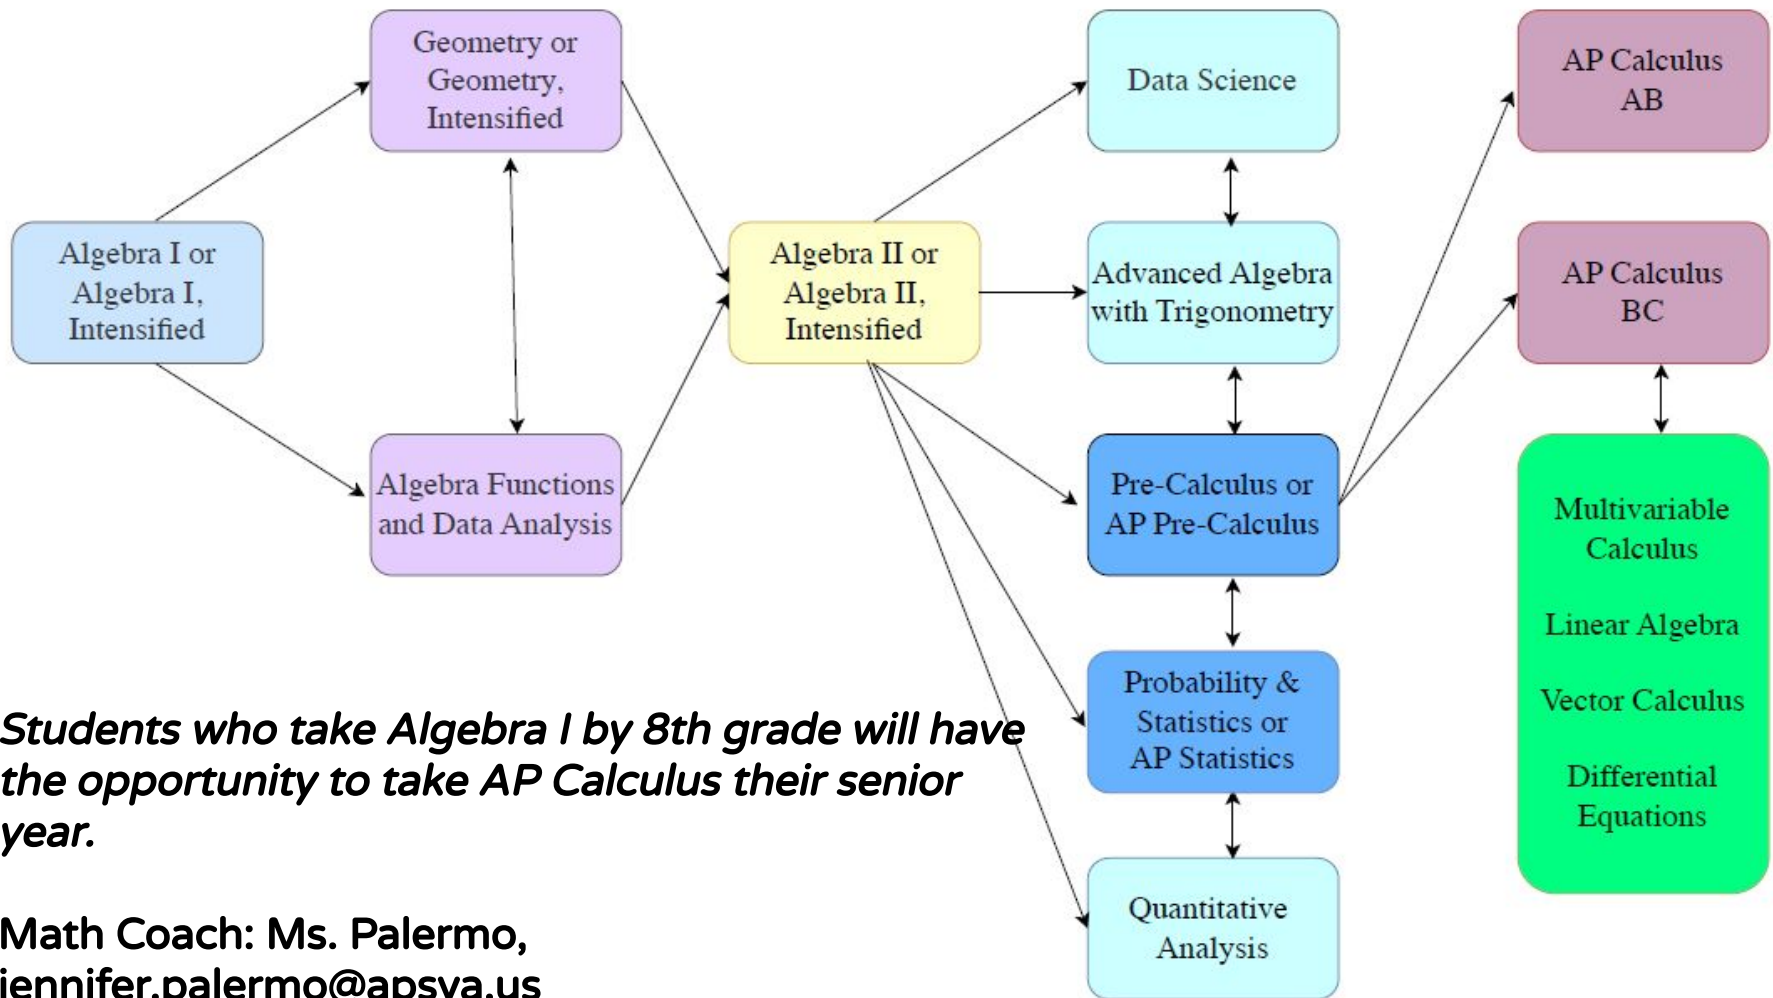 Geometry or
Geometry,
Intensified
Data Science
AP Calculus
AB
Algebra I or
Algebra I,
Intensified
Algebra II or
Algebra II,
Intensified
Advanced Algebra
with Trigonometry
AP Calculus
BC
Algebra Functions
and Data Analysis
Pre-Calculus or
AP Pre-Calculus
Multivariable
Calculus
Linear Algebra
Vector Calculus
Differential
Equations
Probability &
Statistics or
AP Statistics
Quantitative
Analysis
Students who take Algebra I by 8th grade will have
the opportunity to take AP Calculus their senior
year.
Math Coach: Ms. Palermo,
jennifer.palermo@apsva.us